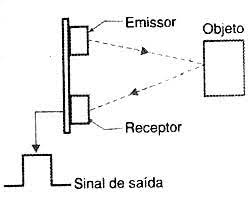 Emissor
Objeto
Receptor
Sinal de saída